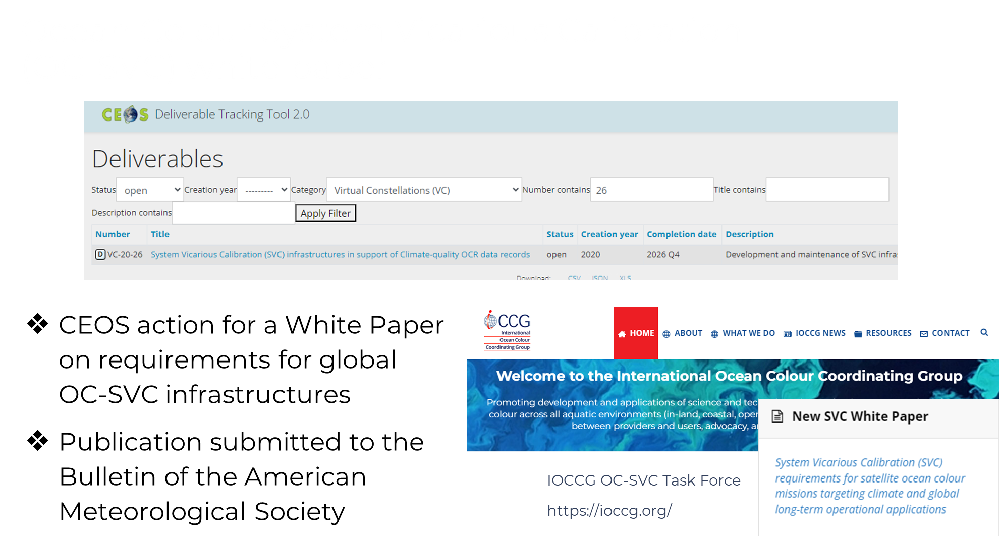 CEOS Deliverable Tracking Tool 2.0
Deliverables
Status open Creation year --------- Category Virtual Constellations (VC) Number contains 26 Title contains
Description contains Apply Filter
Number Title Status Creation year Completion date Description
D VC-20-26 System Vicarious Calibration (SVC) infrastructures in support of Climate-quality OCR data records open 2020 2026 Q4 Development and maintenance of SVC infra
Download: CSV JSON XLS
❖ CEOS action for a White Paper
on requirements for global
OC-SVC infrastructures
❖ Publication submitted to the
Bulletin of the American
Meteorological Society
iOCCG
International
Ocean Colour
Coordinating Group
HOME ABOUT WHAT WE DO IOCCG NEWS RESOURCES CONTACT
Welcome to the International Ocean Colour Coordinating Group
Promoting development and applications of science and tec
colour across all aquatic environments (in-land, coastal, oper
between providers and users, advocacy, a
New SVC White Paper
System Vicarious Calibration (SVC)
requirements for satellite ocean colour
missions targeting climate and global
long-term operational applications
IOCCG OC-SVC Task Force
https://ioccg.org/